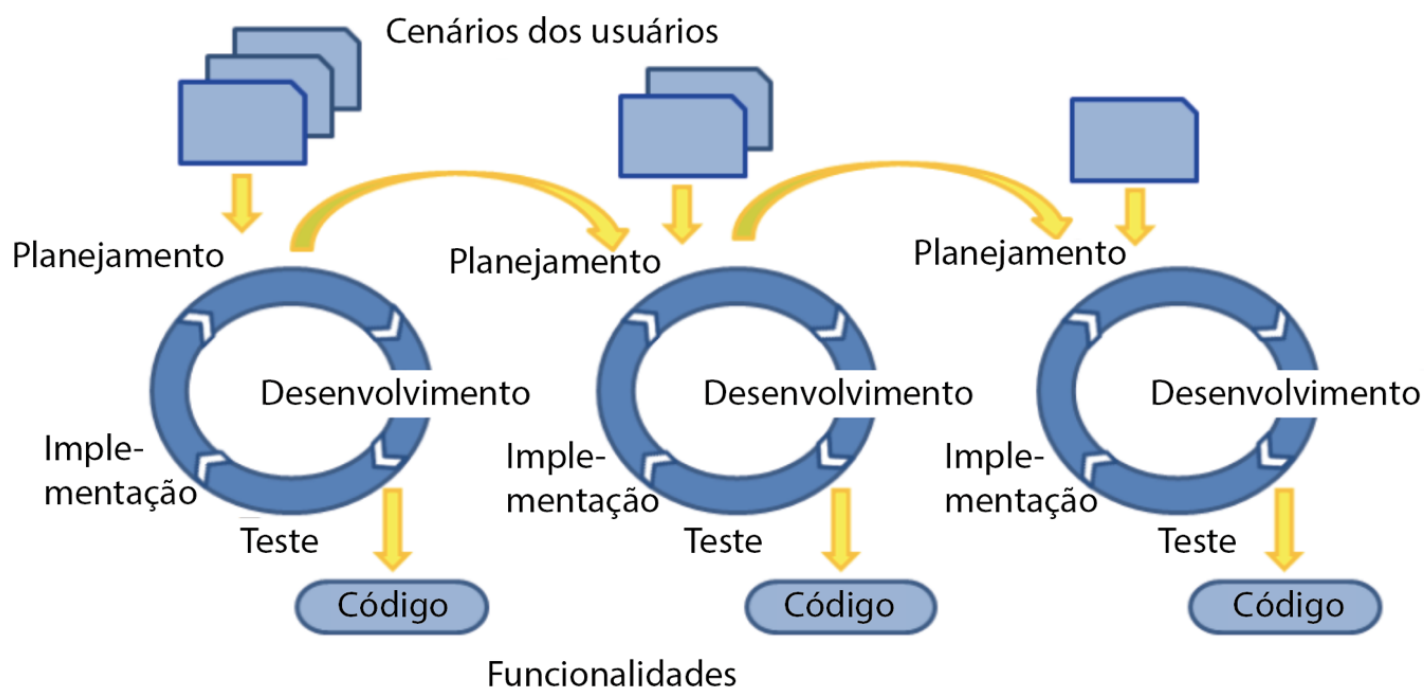 Cenários dos usuários
Planejamento
Planejamento
Planejamento
Desenvolvimento
Desenvolvimento
Desenvolvimento
Imple-
mentação
Imple-
mentação
Imple-
mentação
Teste
Teste
Teste
Código
Código
Código
Funcionalidades